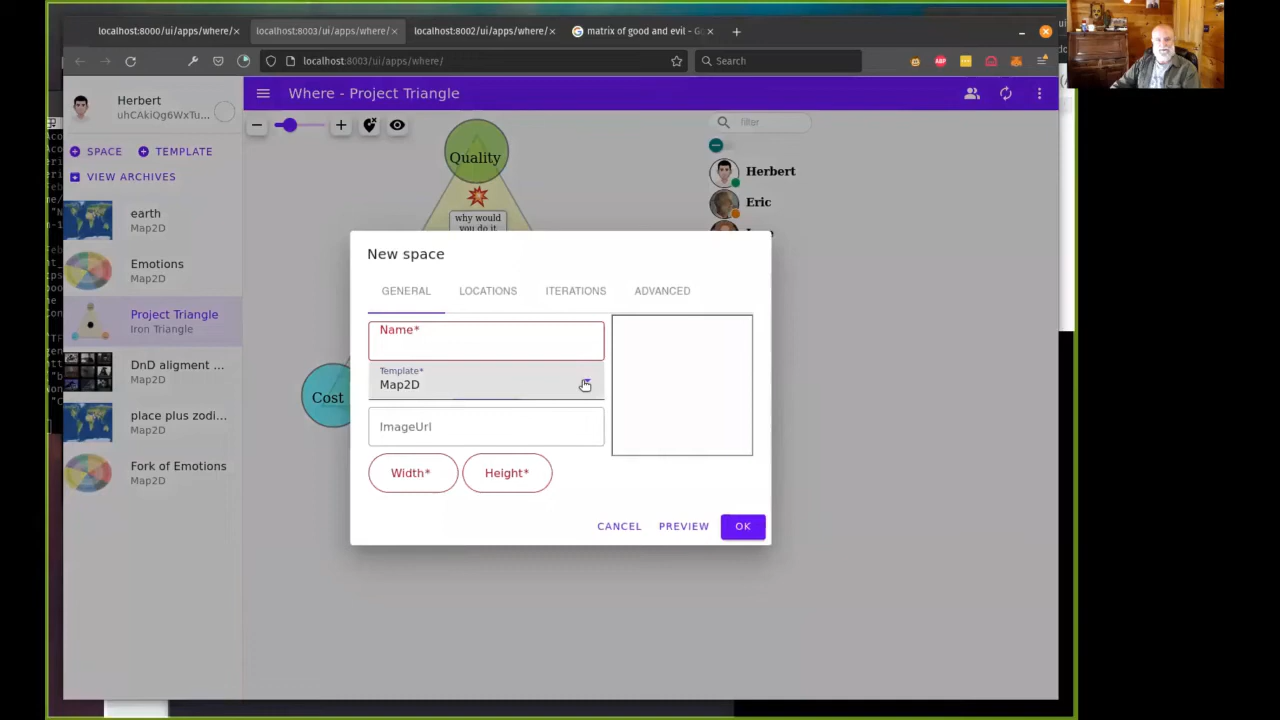 localhost:8000/ui/apps/where/
localhost:8003/ui/apps/where/
localhost:8002/ui/apps/where/
matrix of good and evil - G
localhost:8003/ui/apps/where/
Search
Herbert
uhCAkiQg6WxTu...
Where - Project Triangle
SPACE
TEMPLATE
VIEW ARCHIVES
earth
Map2D
Emotions
Map2D
Project Triangle
Iron Triangle
DnD aligment ...
Map2D
place plus zodi...
Map2D
Fork of Emotions
Map2D
Quality
why would
you do it
Cost
filter
Herbert
Eric
New space
GENERAL
LOCATIONS
ITERATIONS
ADVANCED
Name*
Template*
Map2D
ImageUrl
Width*
Height*
CANCEL
PREVIEW
OK